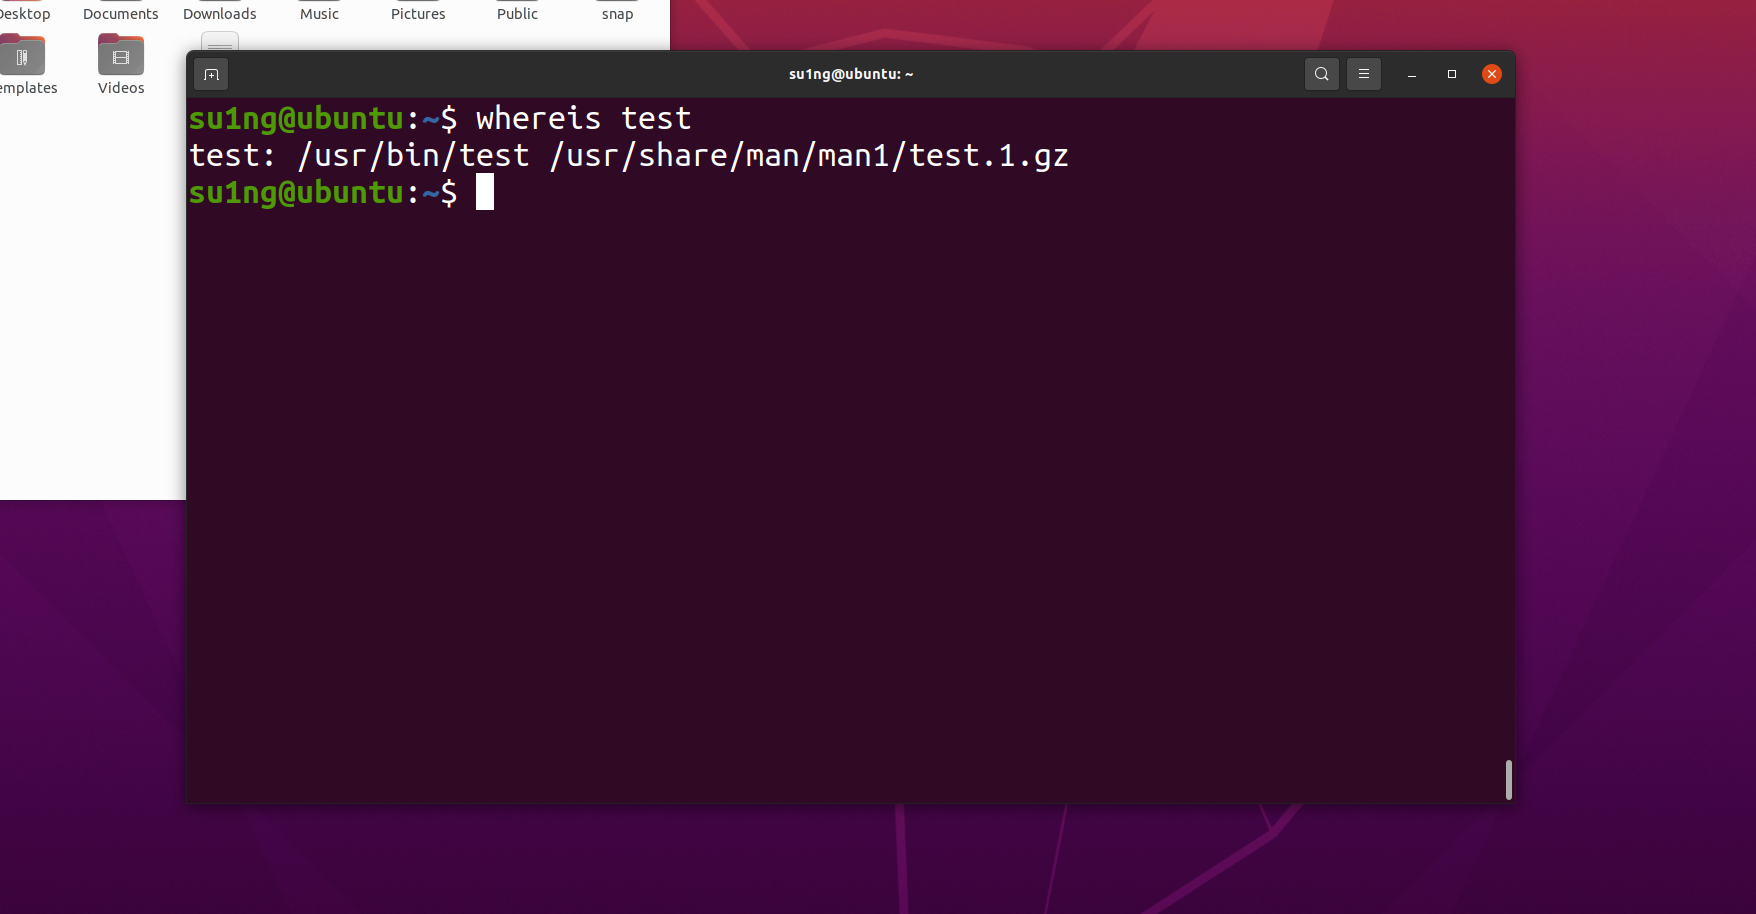 Desktop Documents Downloads Music Pictures Public snap
emplates Videos
su1ng@ubuntu: ~
su1ng@ubuntu:~$ whereis test
test: /usr/bin/test /usr/share/man/man1/test.1.gz
su1ng@ubuntu:~$